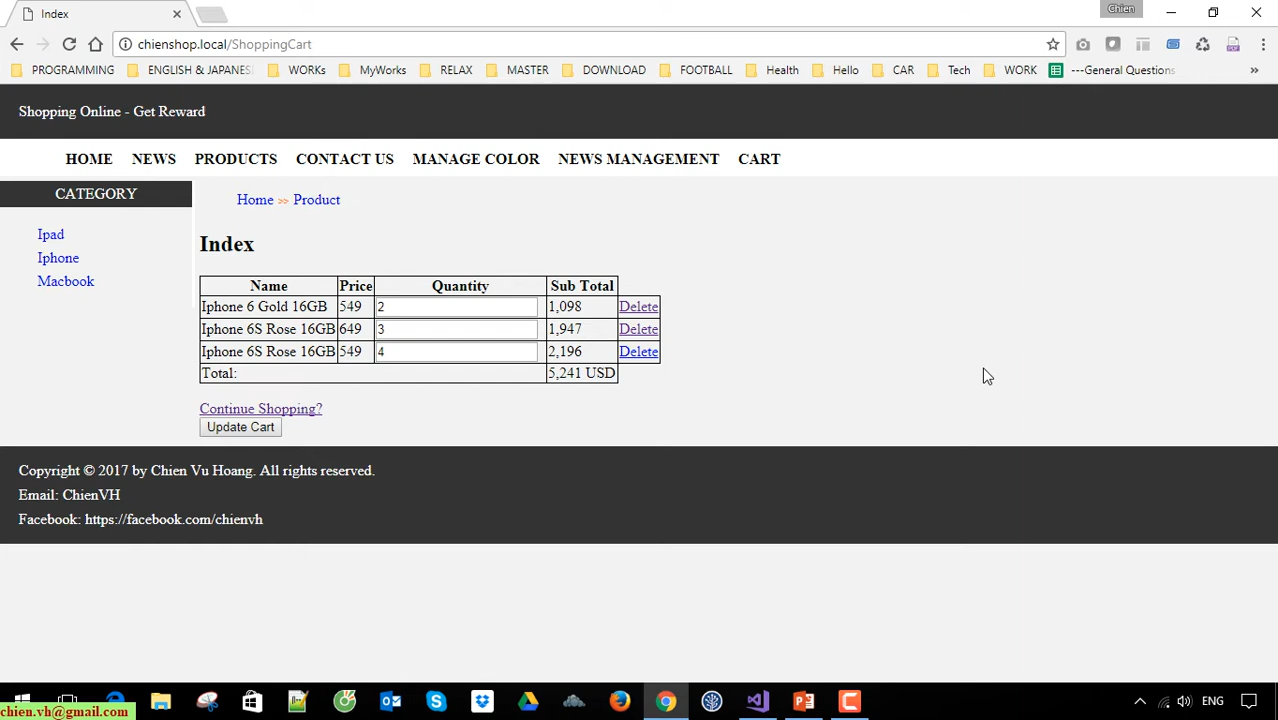 Index
Chien
chienshop.local/ShoppingCart
PROGRAMMING ENGLISH & JAPANES WORKs MyWorks RELAX MASTER DOWNLOAD FOOTBALL Health Hello CAR Tech WORK ---General Questions »
Shopping Online - Get Reward
HOME NEWS PRODUCTS CONTACT US MANAGE COLOR NEWS MANAGEMENT CART
CATEGORY
Ipad
Iphone
Macbook
Home >> Product
Index
Name Price Quantity Sub Total
Iphone 6 Gold 16GB 549 2 1,098 Delete
Iphone 6S Rose 16GB 649 3 1,947 Delete
Iphone 6S Rose 16GB 549 4 2,196 Delete
Total: 5,241 USD
Continue Shopping?
Update Cart
Copyright © 2017 by Chien Vu Hoang. All rights reserved.
Email: ChienVH
Facebook: https://facebook.com/chienvh
ENG
chien.vh@gmail.com